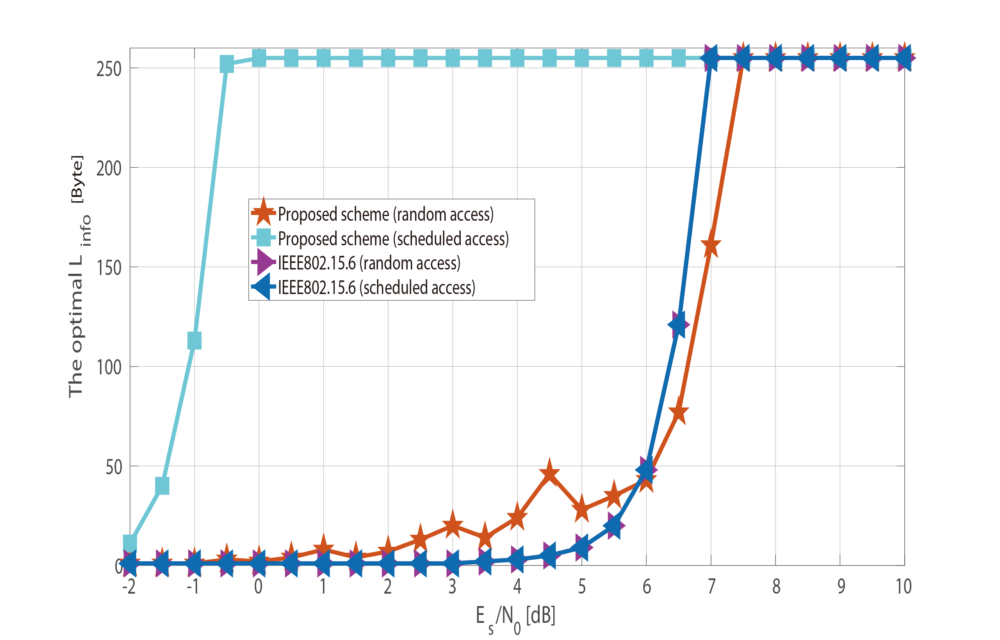 The optimal L info [Byte]
250
200
150
100
50
0
Proposed scheme (random access)
Proposed scheme (scheduled access)
IEEE802.15.6 (random access)
IEEE802.15.6 (scheduled access)
-2 -1 0 1 2 3 4 5 6 7 8 9 10
E s/N0 [dB]